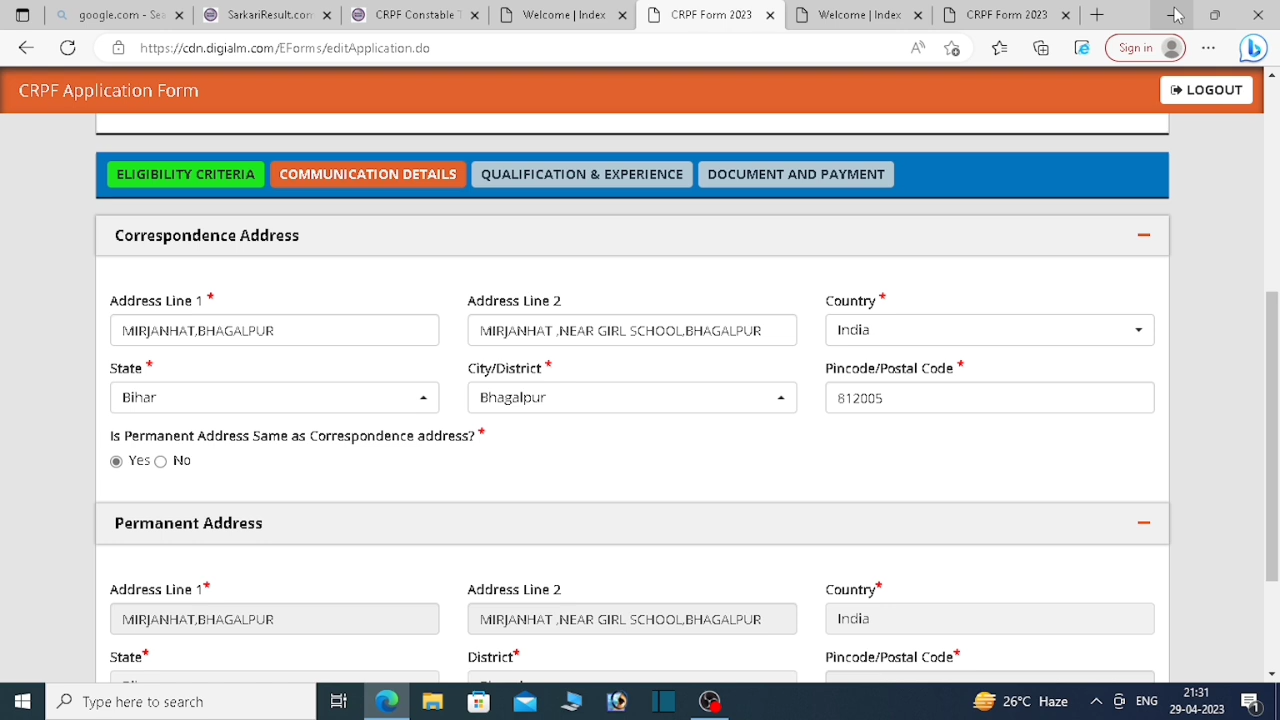 google.com - Sea
SarkariResult.com
CRPF Constable T
Welcome | Index
CRPF Form 2023
Welcome | Index
CRPF Form 2023
https://cdn.digialm.com/EForms/editApplication.do
Sign in
CRPF Application Form
LOGOUT
ELIGIBILITY CRITERIA
COMMUNICATION DETAILS
QUALIFICATION & EXPERIENCE
DOCUMENT AND PAYMENT
Correspondence Address
Address Line 1 *
Address Line 2
Country *
MIRJANHAT,BHAGALPUR
MIRJANHAT ,NEAR GIRL SCHOOL,BHAGALPUR
India
State *
City/District *
Pincode/Postal Code *
Bihar
Bhagalpur
812005
Is Permanent Address Same as Correspondence address? *
Yes No
Permanent Address
Address Line 1*
Address Line 2
Country*
MIRJANHAT,BHAGALPUR
MIRJANHAT ,NEAR GIRL SCHOOL,BHAGALPUR
India
State*
District*
Pincode/Postal Code*
Type here to search
26°C Haze
ENG
21:31
29-04-2023
1